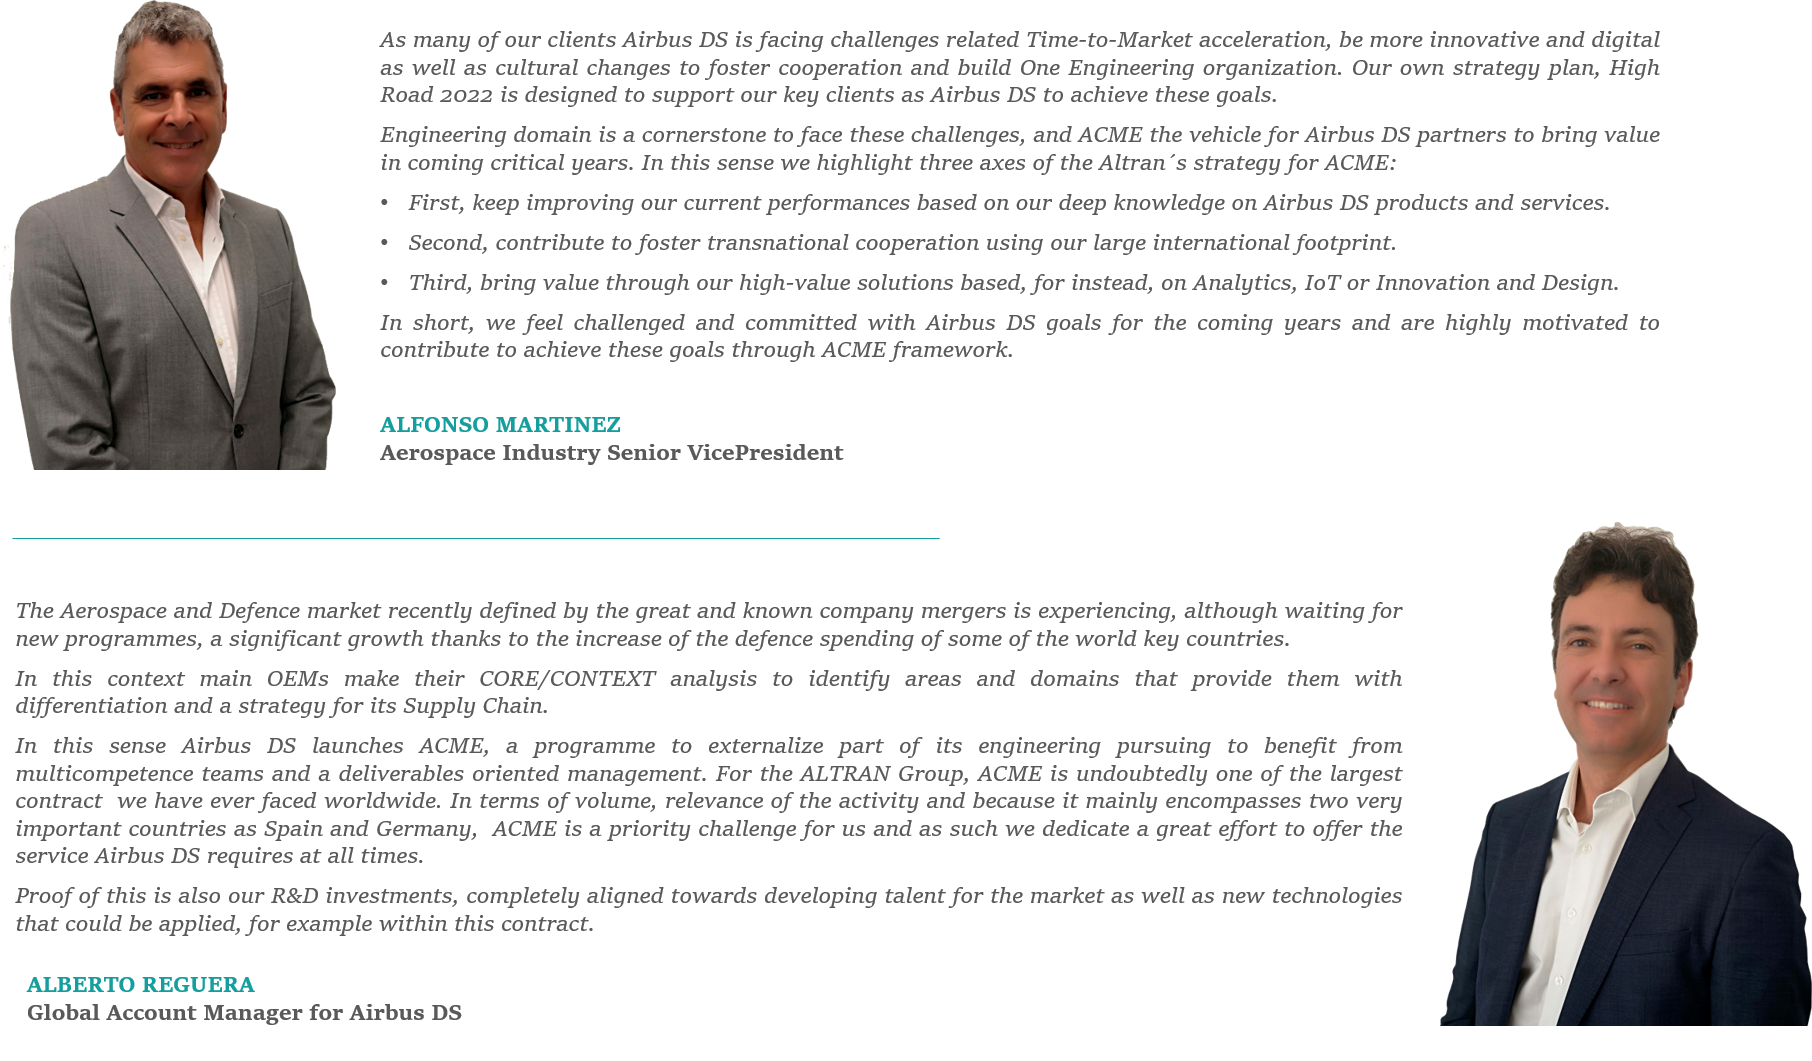 As many of our clients Airbus DS is facing challenges related Time-to-Market acceleration, be more innovative and digital
as well as cultural changes to foster cooperation and build One Engineering organization. Our own strategy plan, High
Road 2022 is designed to support our key clients as Airbus DS to achieve these goals.
Engineering domain is a cornerstone to face these challenges, and ACME the vehicle for Airbus DS partners to bring value
in coming critical years. In this sense we highlight three axes of the Altran´s strategy for ACME:
• First, keep improving our current performances based on our deep knowledge on Airbus DS products and services.
• Second, contribute to foster transnational cooperation using our large international footprint.
• Third, bring value through our high-value solutions based, for instead, on Analytics, IoT or Innovation and Design.
In short, we feel challenged and committed with Airbus DS goals for the coming years and are highly motivated to
contribute to achieve these goals through ACME framework.
ALFONSO MARTINEZ
Aerospace Industry Senior VicePresident
The Aerospace and Defence market recently defined by the great and known company mergers is experiencing, although waiting for
new programmes, a significant growth thanks to the increase of the defence spending of some of the world key countries.
In this context main OEMs make their CORE/CONTEXT analysis to identify areas and domains that provide them with
differentiation and a strategy for its Supply Chain.
In this sense Airbus DS launches ACME, a programme to externalize part of its engineering pursuing to benefit from
multicompetence teams and a deliverables oriented management. For the ALTRAN Group, ACME is undoubtedly one of the largest
contract  we have ever faced worldwide. In terms of volume, relevance of the activity and because it mainly encompasses two very
important countries as Spain and Germany,  ACME is a priority challenge for us and as such we dedicate a great effort to offer the
service Airbus DS requires at all times.
Proof of this is also our R&D investments, completely aligned towards developing talent for the market as well as new technologies
that could be applied, for example within this contract.
ALBERTO REGUERA
Global Account Manager for Airbus DS